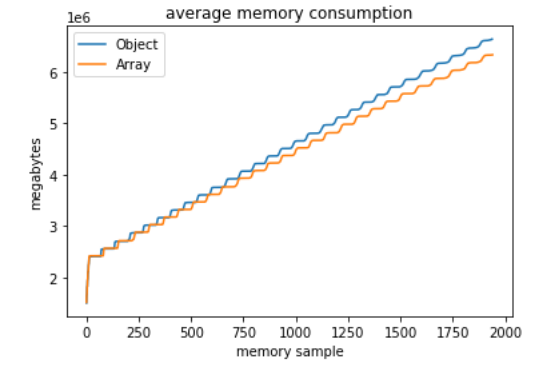 average memory consumption
1e6
Object
Array
6
5
4
3
2
megabytes
0 250 500 750 1000 1250 1500 1750 2000
memory sample